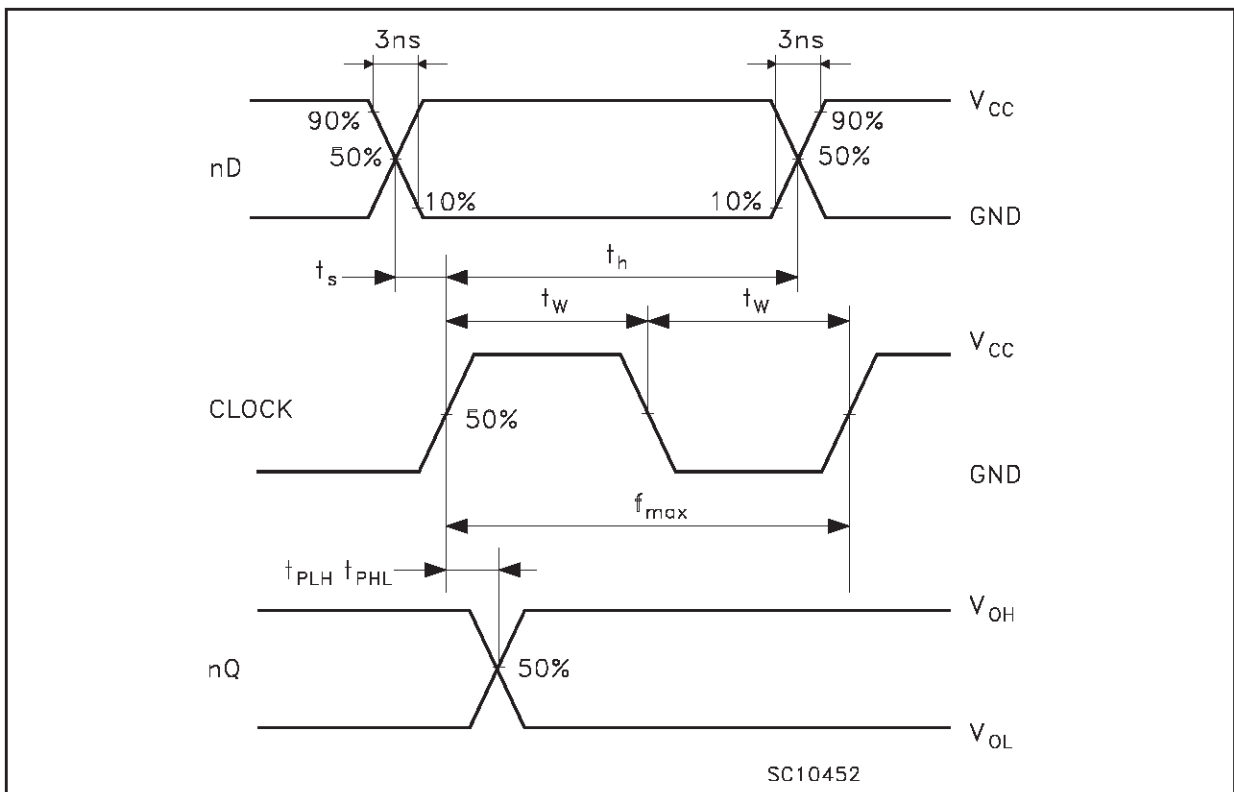 3ns 3ns
V_CC
90% 90%
nD 50% 50%
10% 10%
GND
t_s t_h
t_W t_W
V_CC
CLOCK 50%
GND
f_max
t_PLH t_PHL
V_OH
nQ 50%
V_OL
SC10452